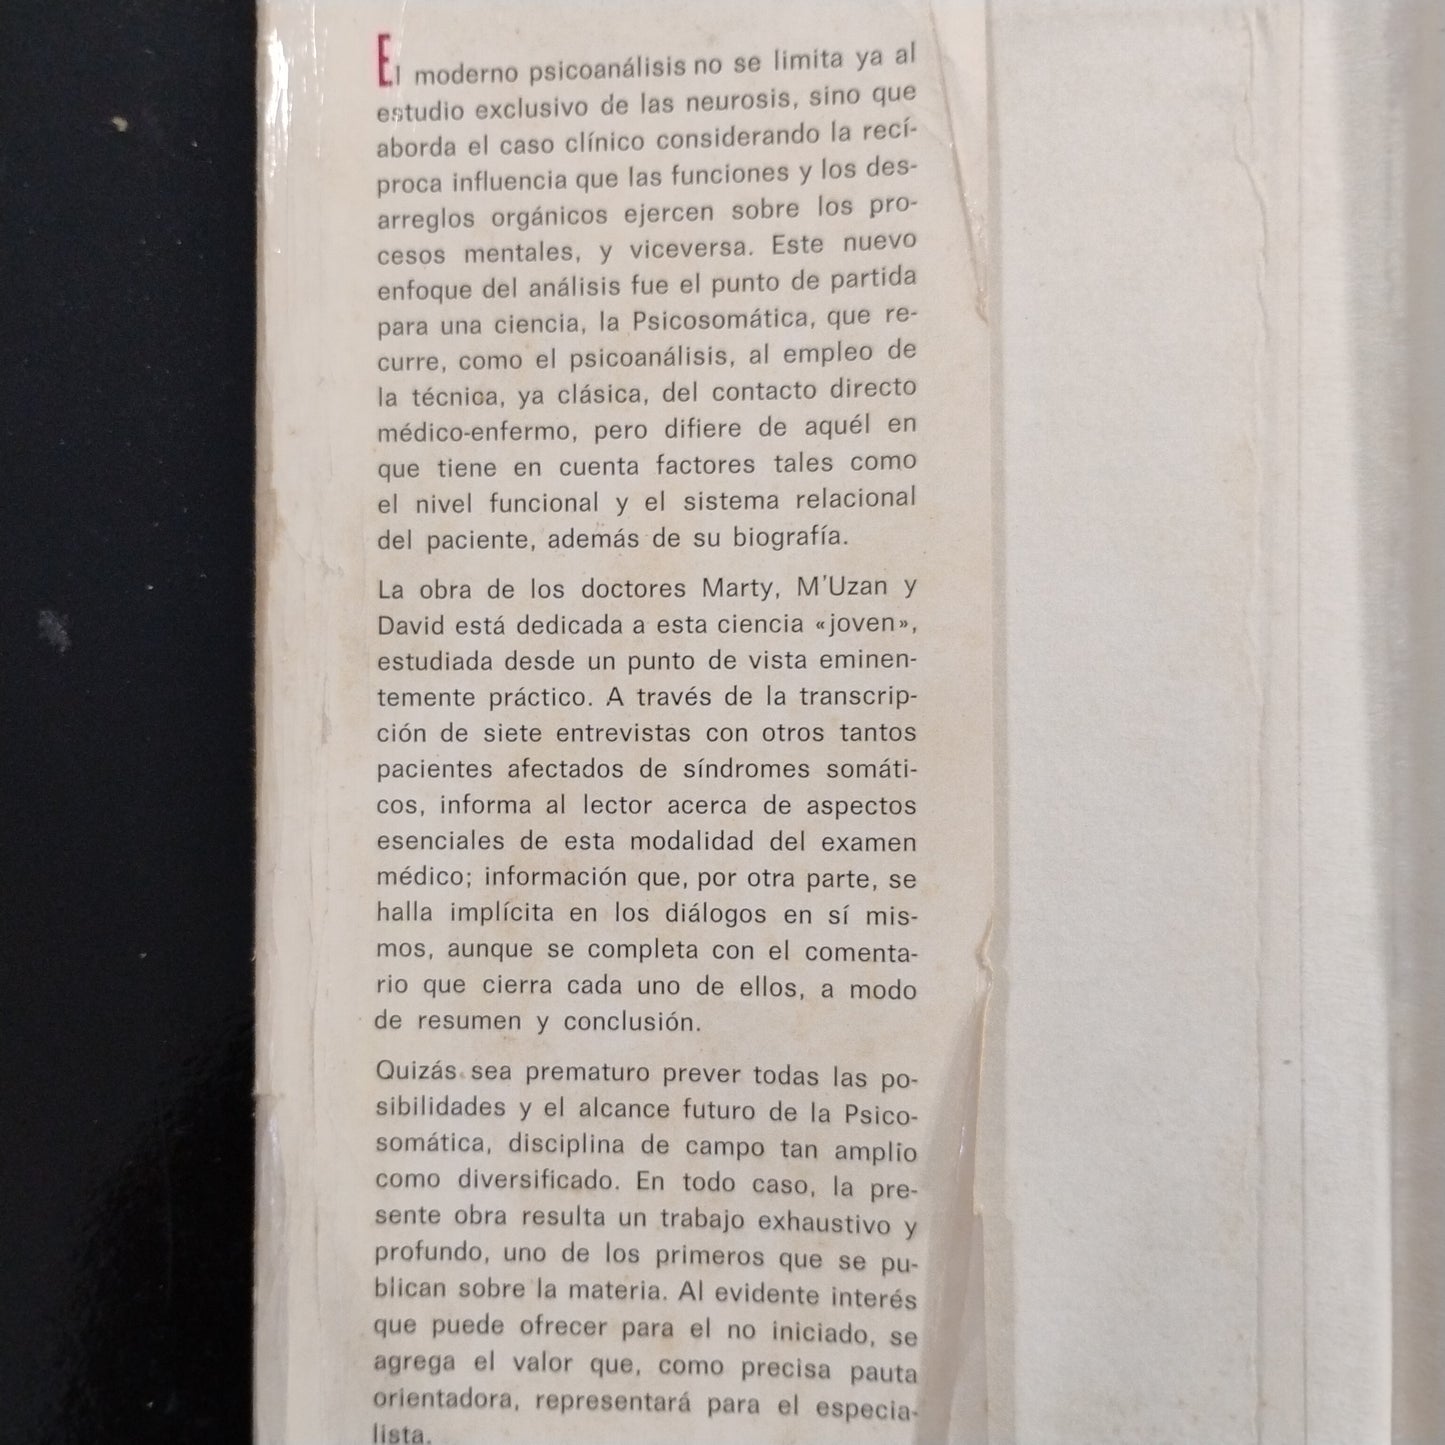 El moderno psicoanálisis no se limita ya al
estudio exclusivo de las neurosis, sino que
aborda el caso clínico considerando la recí-
proca influencia que las funciones y los des-
arreglos orgánicos ejercen sobre los pro-
cesos mentales, y viceversa. Este nuevo
enfoque del análisis fue el punto de partida
para una ciencia, la Psicosomática, que re-
curre, como el psicoanálisis, al empleo de
la técnica, ya clásica, del contacto directo
médico-enfermo, pero difiere de aquél en
que tiene en cuenta factores tales como
el nivel funcional y el sistema relacional
del paciente, además de su biografía.
La obra de los doctores Marty, M'Uzan y
David está dedicada a esta ciencia «joven»,
estudiada desde un punto de vista eminen-
temente práctico. A través de la transcrip-
ción de siete entrevistas con otros tantos
pacientes afectados de síndromes somáti-
cos, informa al lector acerca de aspectos
esenciales de esta modalidad del examen
médico; información que, por otra parte, se
halla implícita en los diálogos en sí mis-
mos, aunque se completa con el comenta-
rio que cierra cada uno de ellos, a modo
de resumen y conclusión.
Quizás sea prematuro prever todas las po-
sibilidades y el alcance futuro de la Psico-
somática, disciplina de campo tan amplio
como diversificado. En todo caso, la pre-
sente obra resulta un trabajo exhaustivo y
profundo, uno de los primeros que se pu-
blican sobre la materia. Al evidente interés
que puede ofrecer para el no iniciado, se
agrega el valor que, como precisa pauta
orientadora, representará para el especia-
lista.